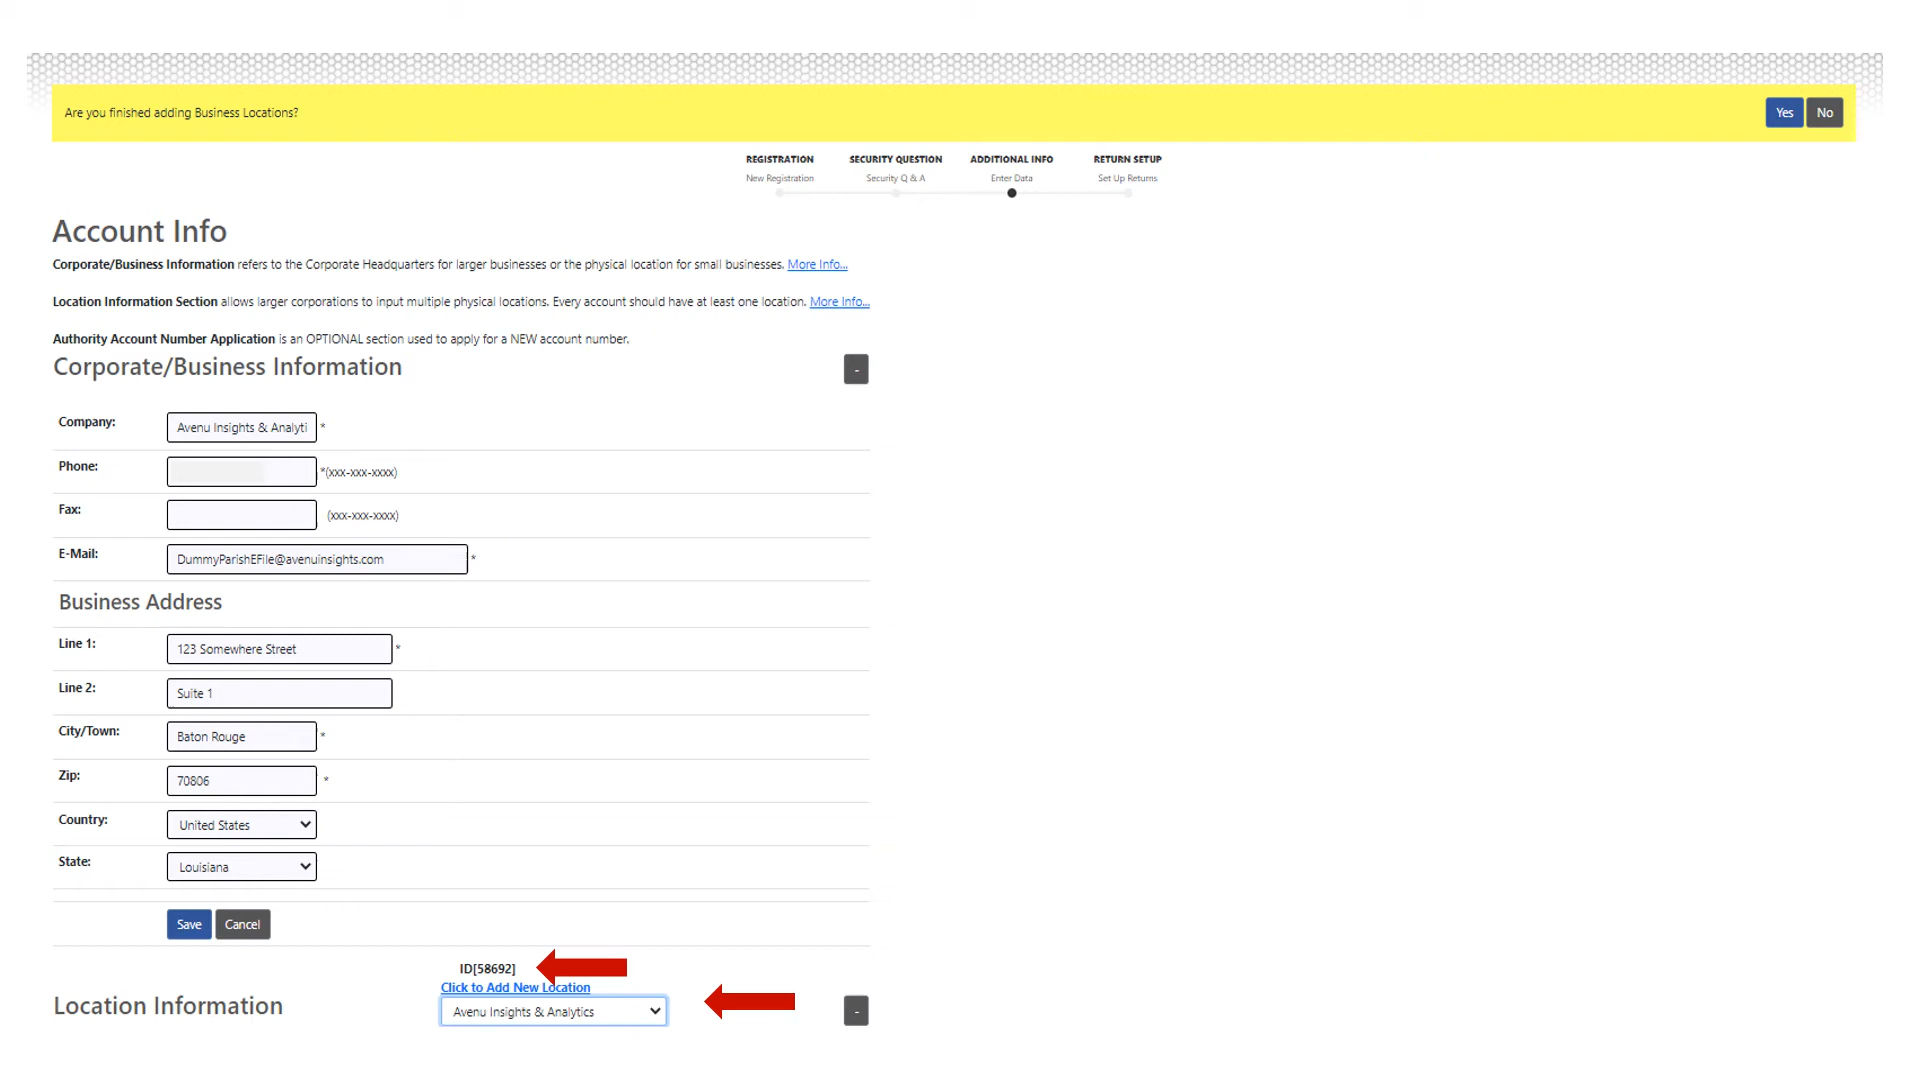 Are you finished adding Business Locations?
Yes No
REGISTRATION SECURITY QUESTION ADDITIONAL INFO RETURN SETUP
New Registration Security Q & A Enter Data Set Up Returns
Account Info
Corporate/Business Information refers to the Corporate Headquarters for larger businesses or the physical location for small businesses. More Info...
Location Information Section allows larger corporations to input multiple physical locations. Every account should have at least one location. More Info...
Authority Account Number Application is an OPTIONAL section used to apply for a NEW account number.
Corporate/Business Information -
Company: Avenu Insights & Analyti *
Phone: *(xxx-xxx-xxxx)
Fax: (xxx-xxx-xxxx)
E-Mail: DummyParishEFile@avenuinsights.com *
Business Address
Line 1: 123 Somewhere Street *
Line 2: Suite 1
City/Town: Baton Rouge *
Zip: 70806 *
Country: United States
State: Louisiana
Save Cancel
ID[58692]
Click to Add New Location
Location Information Avenu Insights & Analytics -